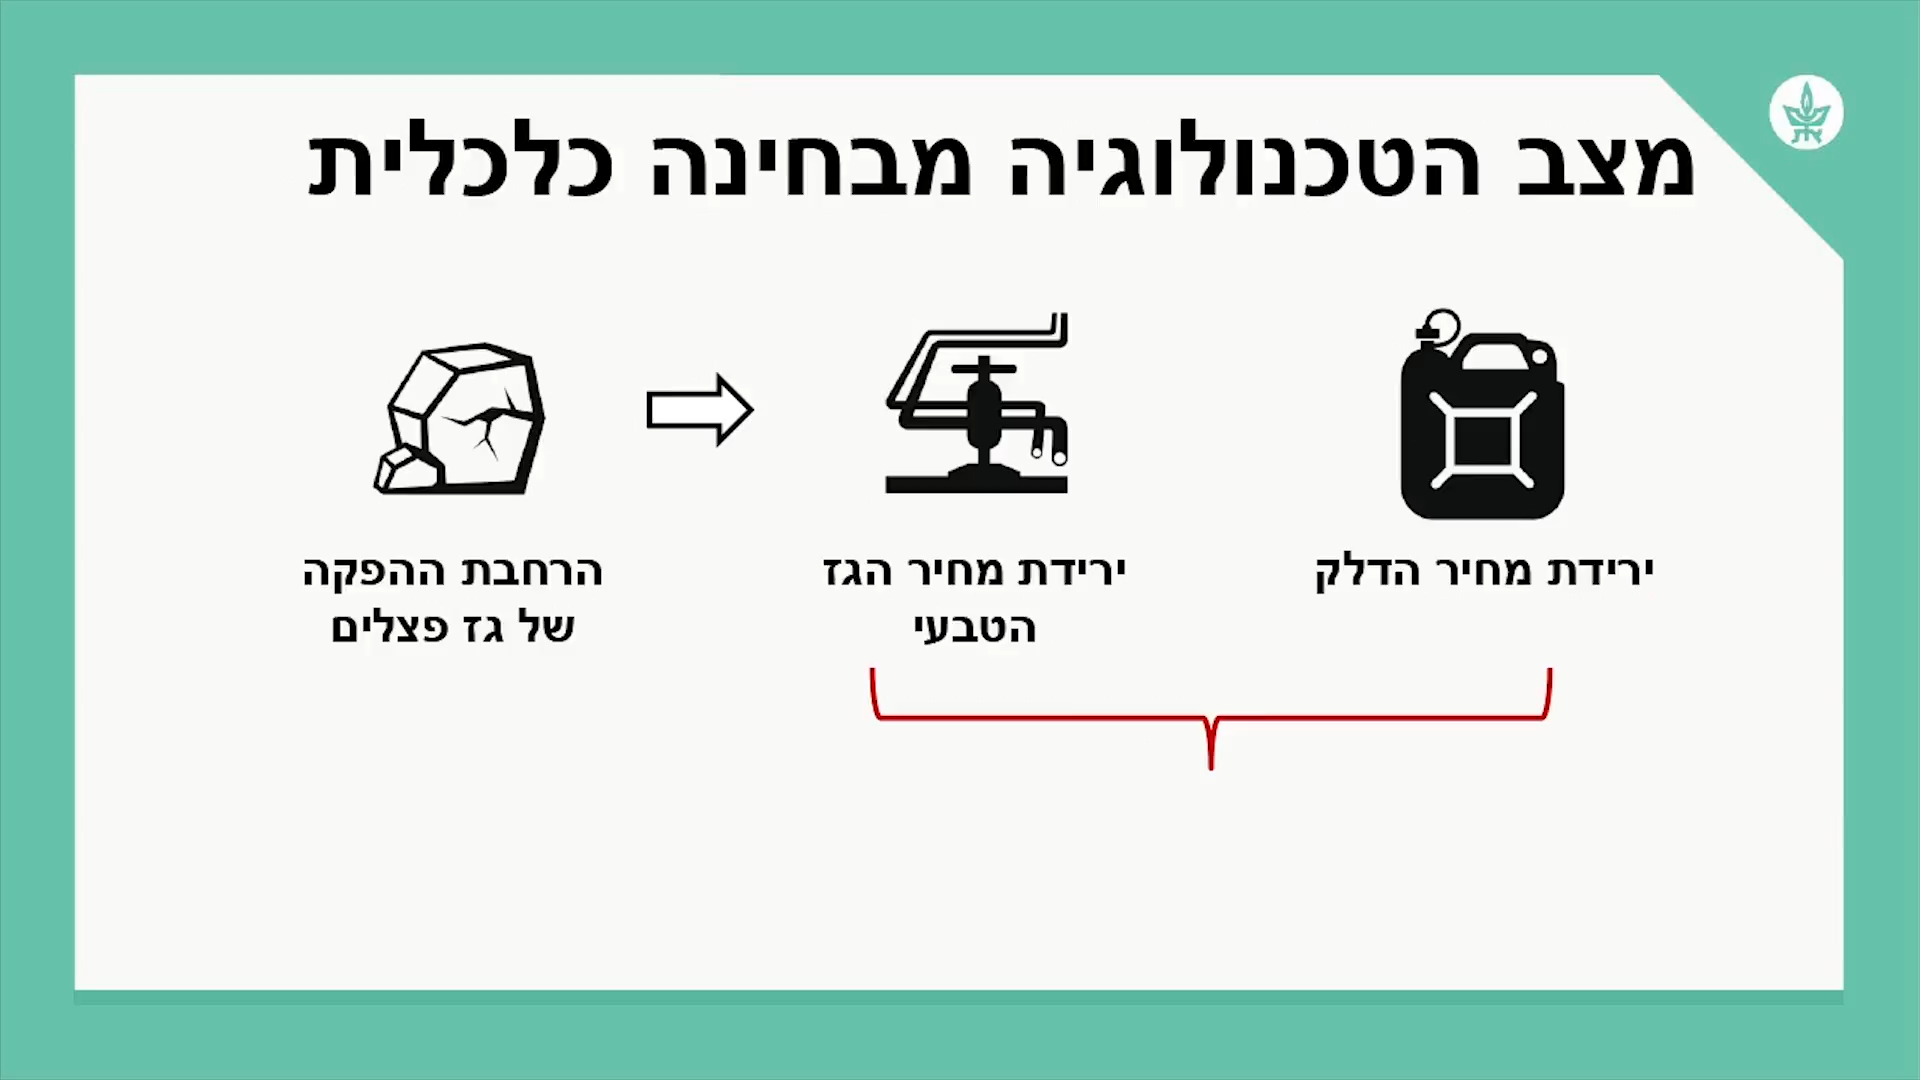 מצב הטכנולוגיה מבחינה כלכלית
ירידת מחיר הדלק
ירידת מחיר הגז
הטבעי
הרחבת ההפקה
של גז פצלים